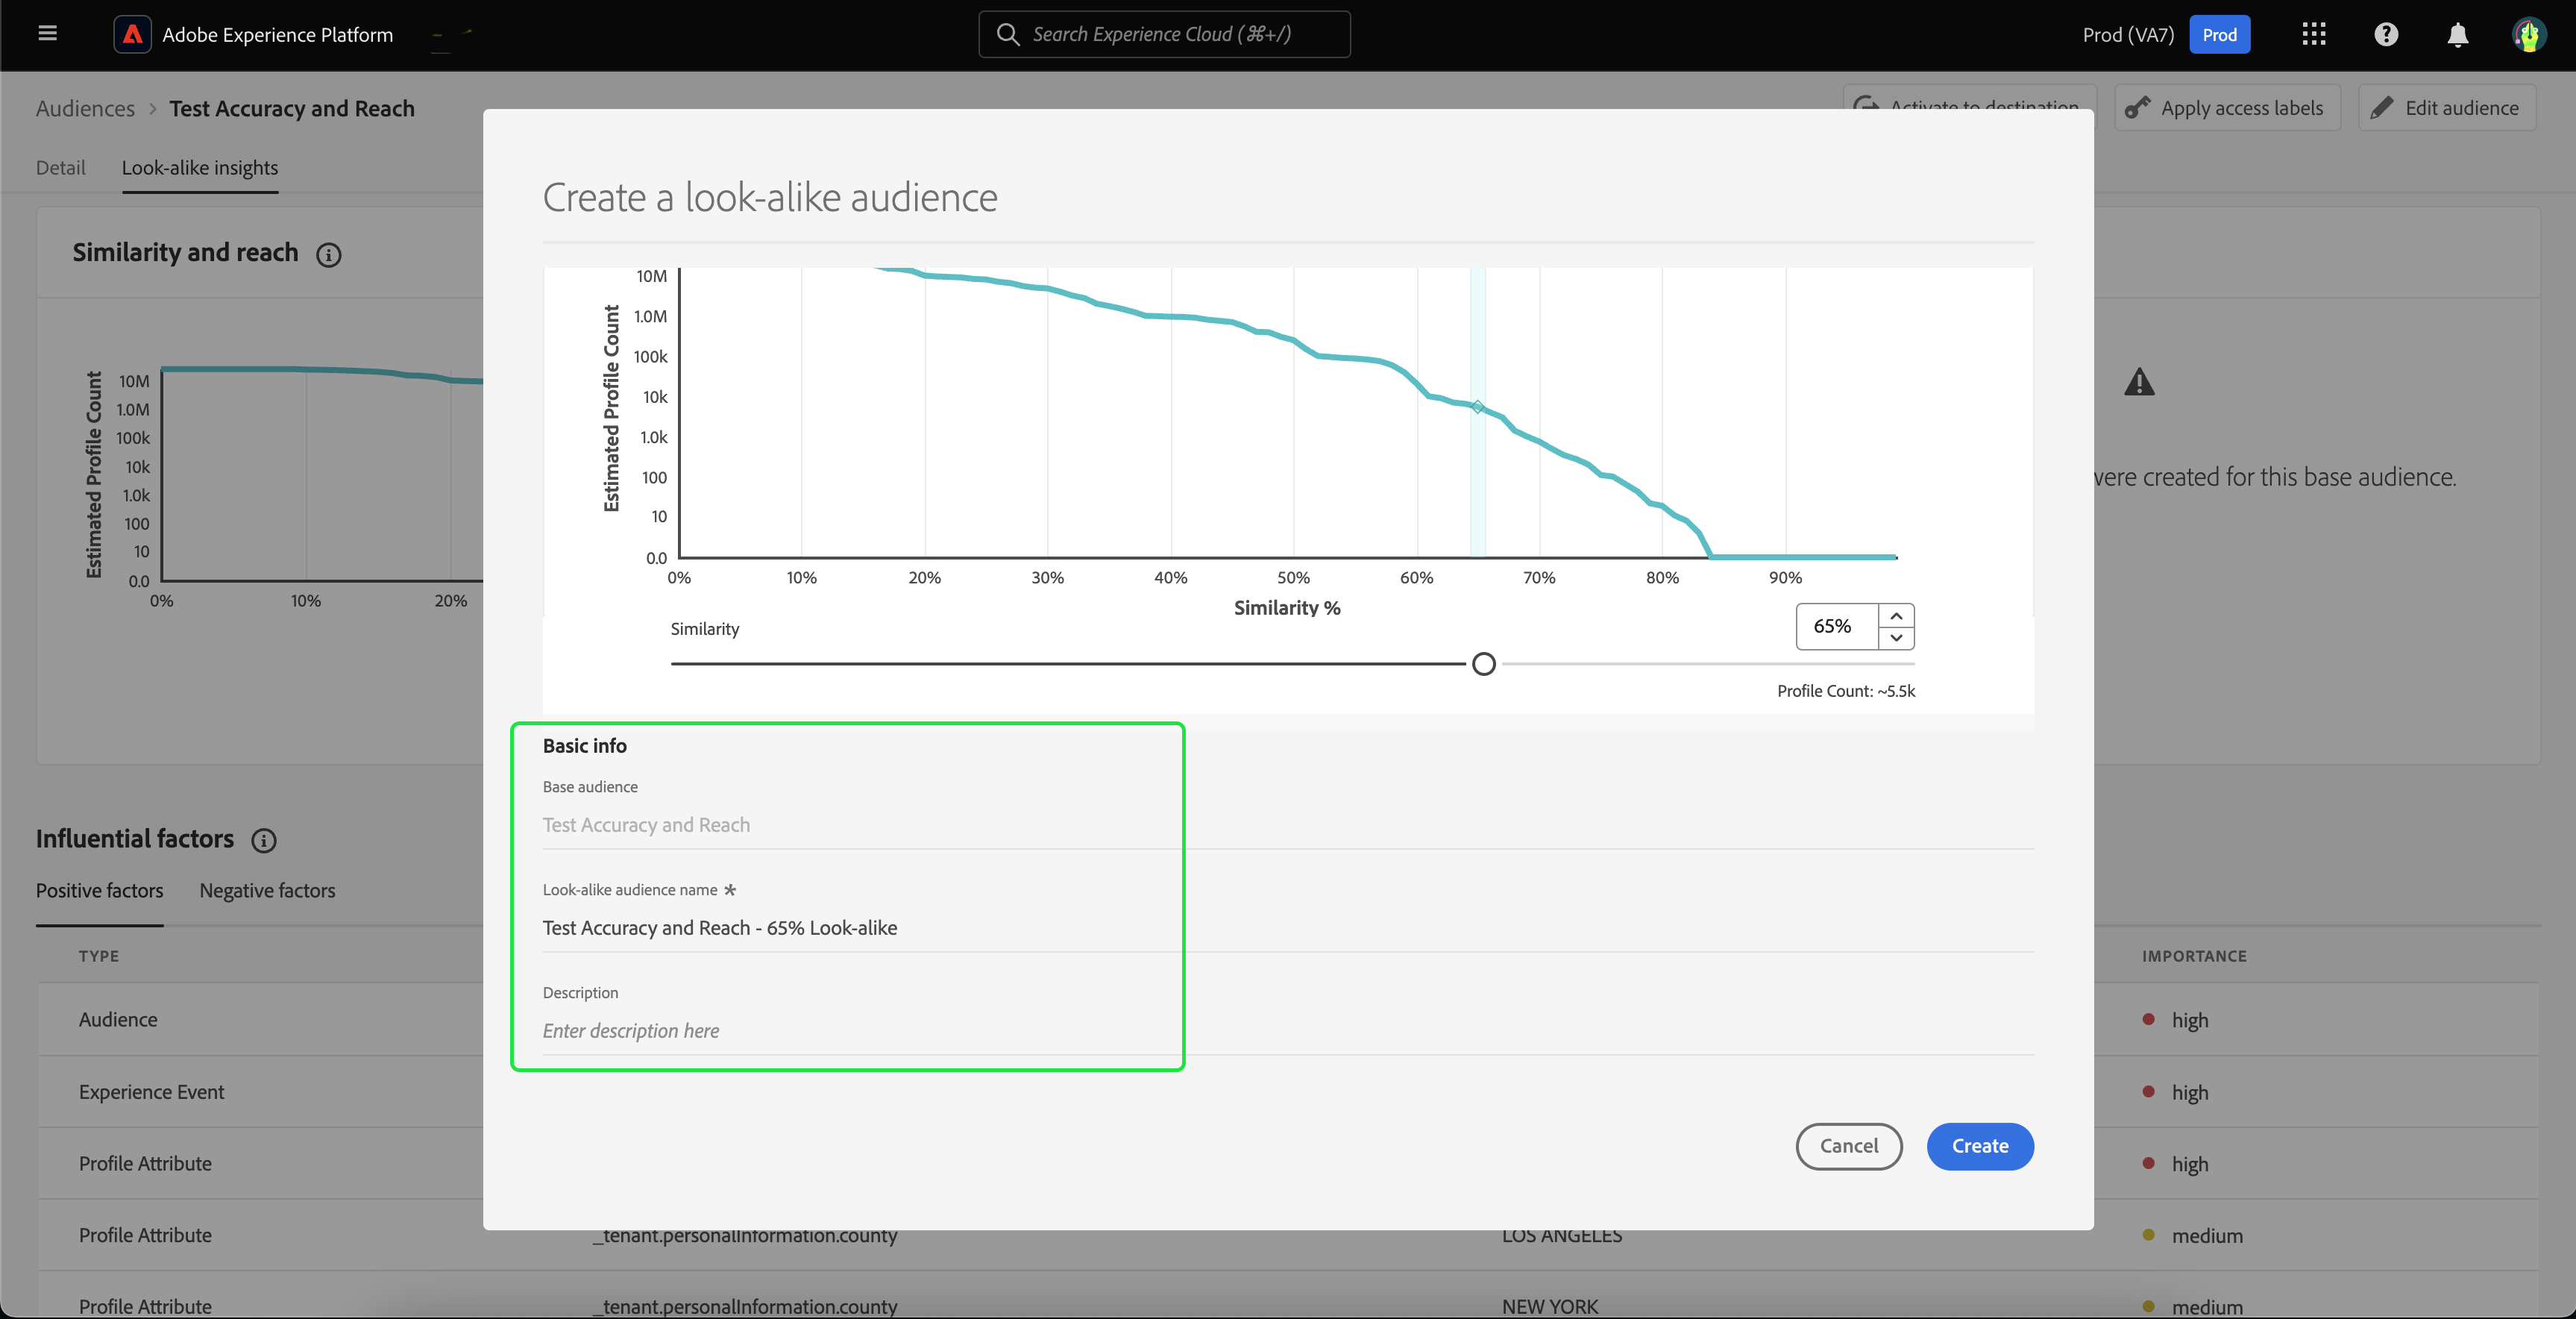 Adobe Experience Platform
Search Experience Cloud (⌘+/)
Prod (VA7)
Prod
Audiences > Test Accuracy and Reach
Activate to destination
Apply access labels
Edit audience
Detail
Look-alike insights
Similarity and reach
Estimated Profile Count
10M
1.0M
100k
10k
1.0k
100
10
0.0
0%
10%
20%
were created for this base audience.
Create a look-alike audience
Estimated Profile Count
10M
1.0M
100k
10k
1.0k
100
10
0.0
0%
10%
20%
30%
40%
50%
60%
70%
80%
90%
Similarity %
Similarity
65%
Profile Count: ~5.5k
Basic info
Base audience
Test Accuracy and Reach
Look-alike audience name *
Test Accuracy and Reach - 65% Look-alike
Description
Enter description here
Cancel
Create
Influential factors
Positive factors
Negative factors
TYPE
IMPORTANCE
Audience
high
Experience Event
high
Profile Attribute
high
Profile Attribute
_tenant.personalInformation.county
LOS ANGELES
medium
Profile Attribute
_tenant.personalInformation.county
NEW YORK
medium